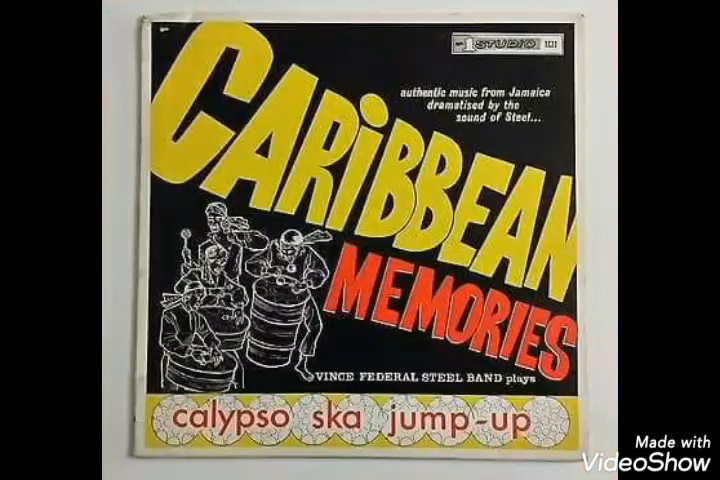 STUDIO
authentic music from Jamaica
dramatised by the
sound of Steel...
CARIBBEAN
MEMORIES
VINCE FEDERAL STEEL BAND plays
calypso ska jump-up
Made with
VideoShow